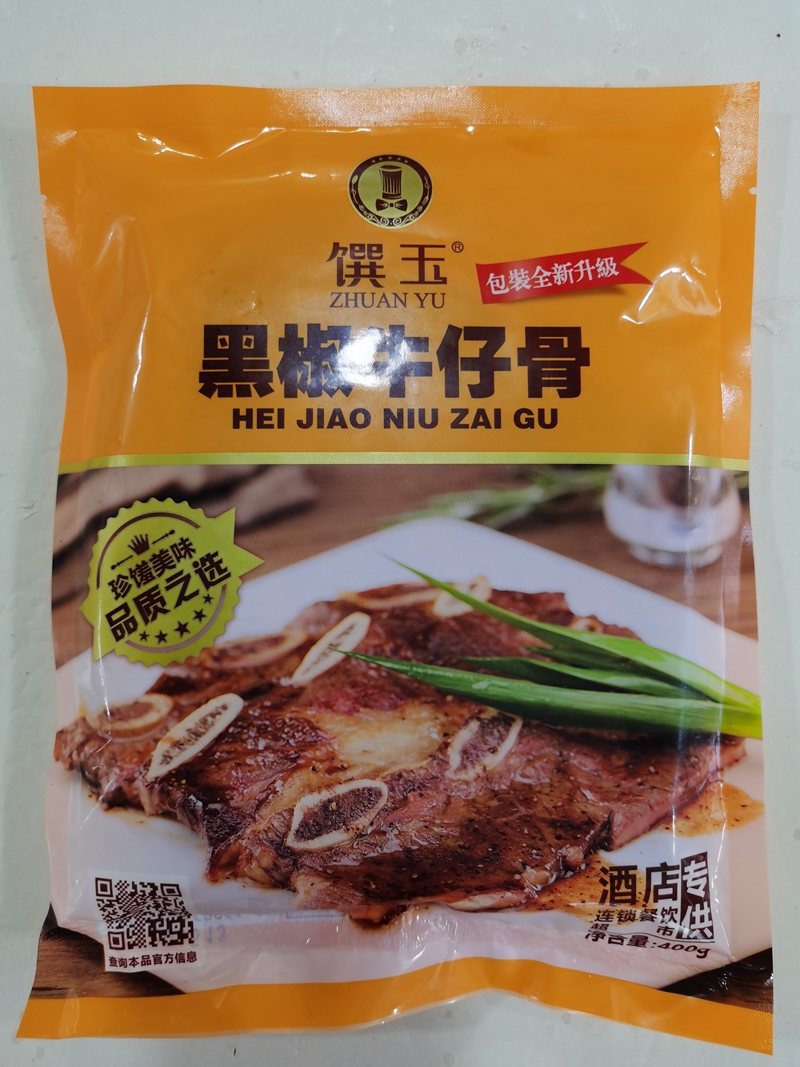 馔玉®
ZHUAN YU
包裝全新升級
黑椒牛仔骨
HEI JIAO NIU ZAI GU
珍馐美味
品质之选
酒店专供
连锁餐饮
超市
净含量:400g
查询本品官方信息